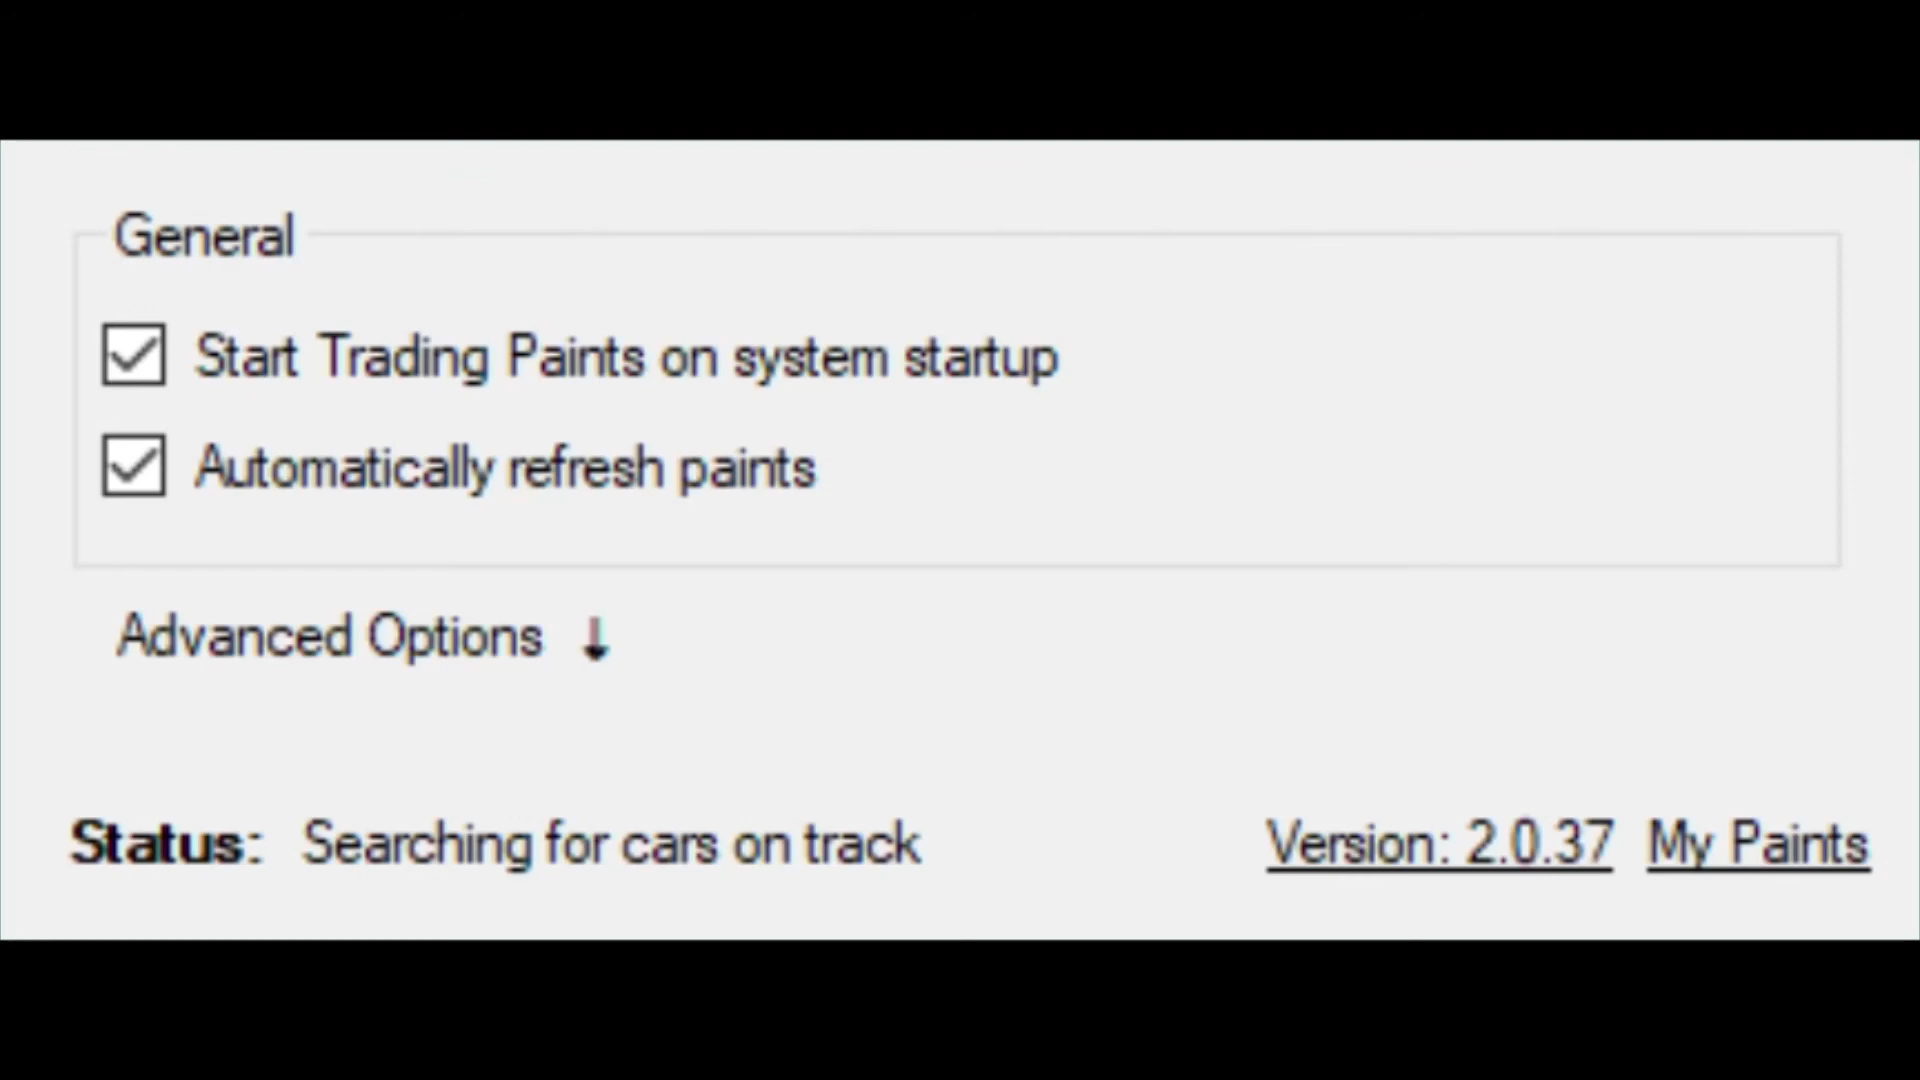 General
Start Trading Paints on system startup
Automatically refresh paints
Advanced Options ↓
Status: Searching for cars on track Version: 2.0.37 My Paints